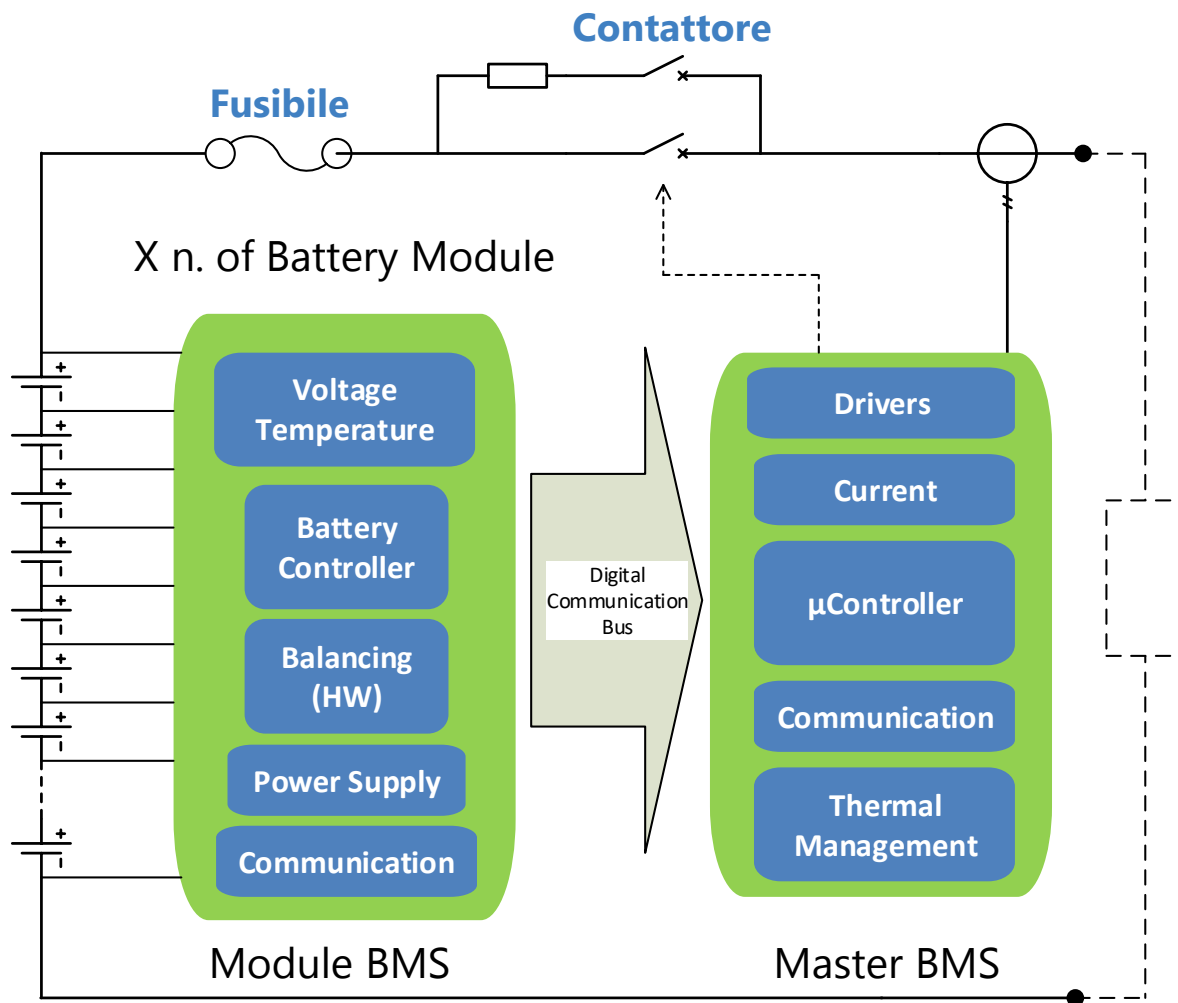 Contattore
Fusibile
X n. of Battery Module
Voltage
Temperature
Battery
Controller
Balancing
(HW)
Power Supply
Communication
Module BMS
Digital
Communication
Bus
Drivers
Current
µController
Communication
Thermal
Management
Master BMS